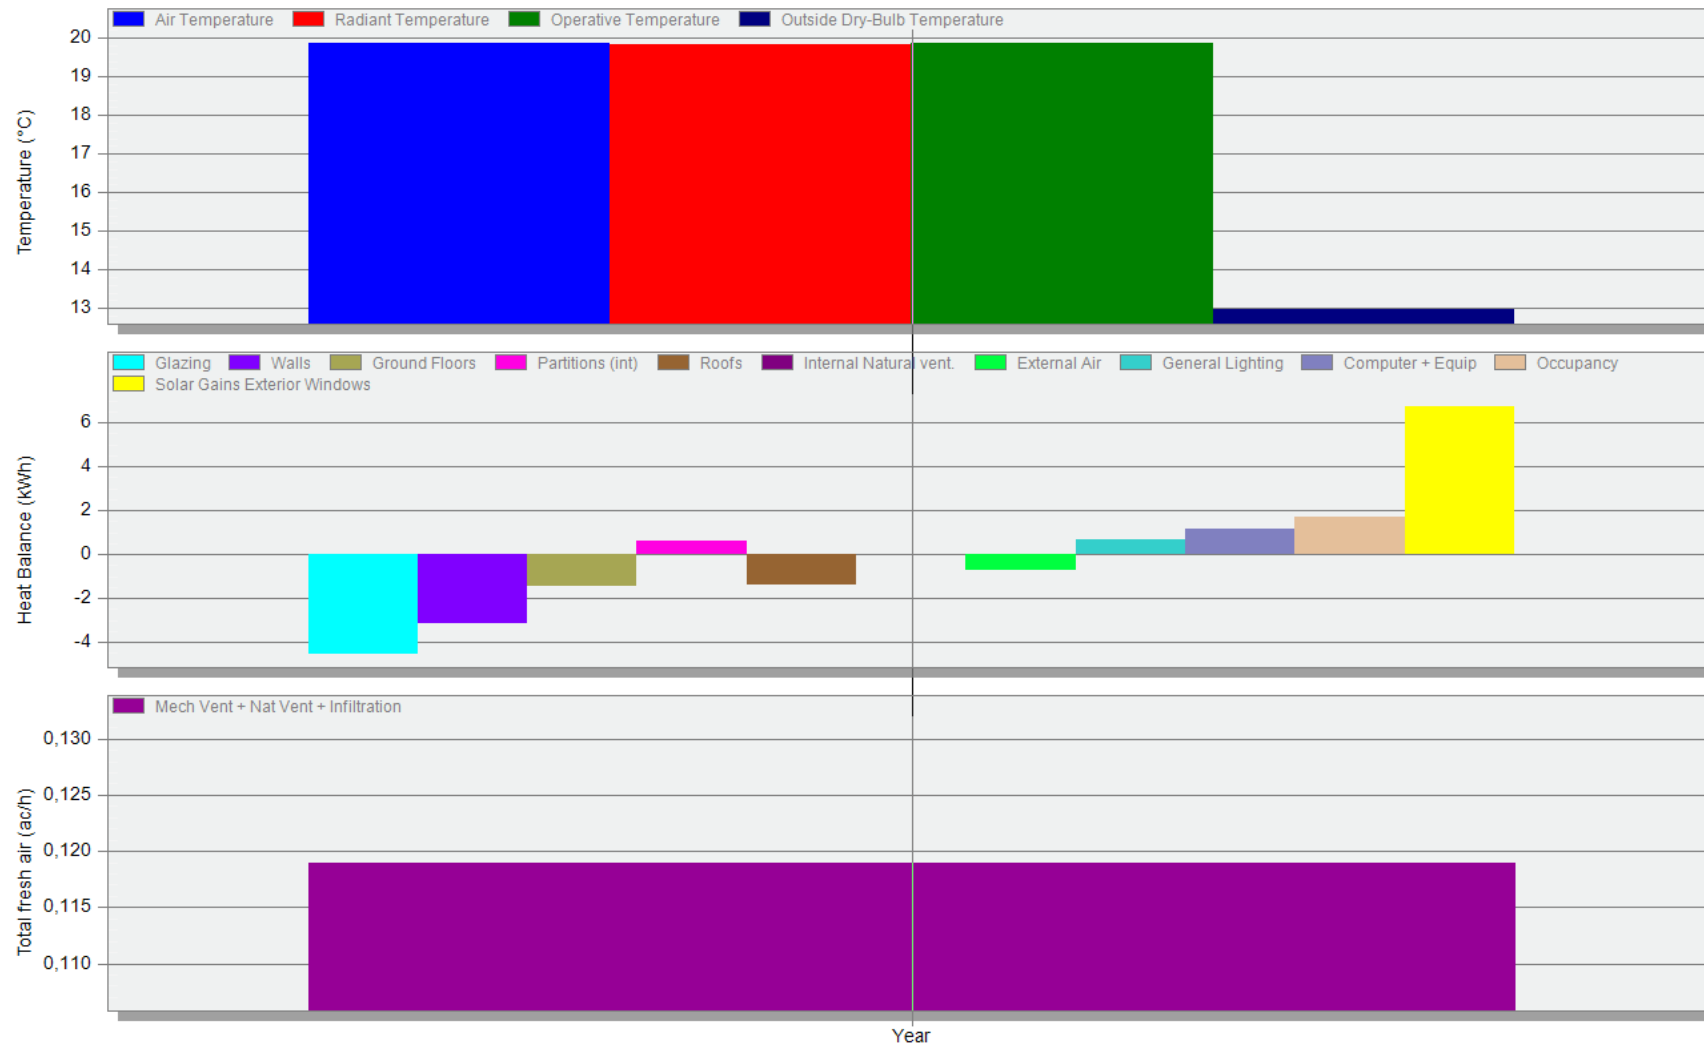 Air Temperature Radiant Temperature Operative Temperature Outside Dry-Bulb Temperature
20
19
18
17
16
15
14
13
Temperature (°C)
Glazing Walls Ground Floors Partitions (int) Roofs Internal Natural vent. External Air General Lighting Computer + Equip Occupancy
Solar Gains Exterior Windows
6
4
2
0
-2
-4
Heat Balance (kWh)
Mech Vent + Nat Vent + Infiltration
0,130
0,125
0,120
0,115
0,110
Total fresh air (ac/h)
Year